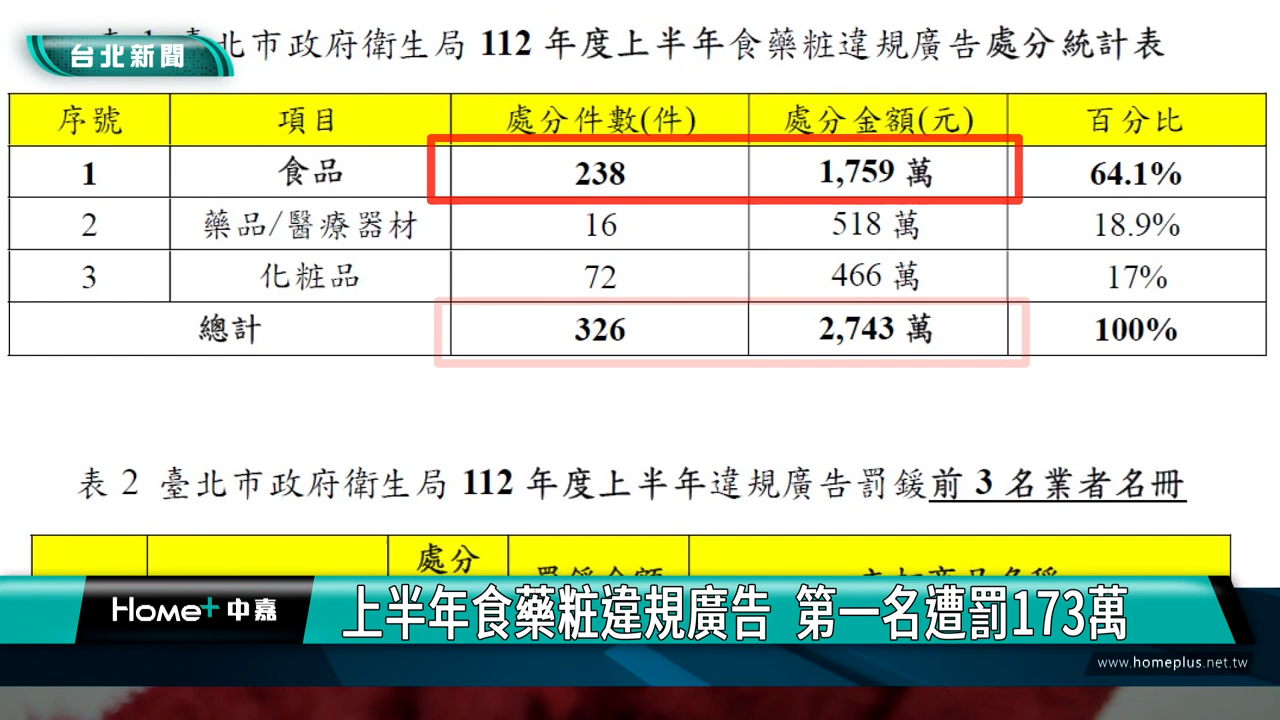 台北新聞
臺北市政府衛生局 112 年度上半年食藥粧違規廣告處分統計表
序號 項目 處分件數(件) 處分金額(元) 百分比
1 食品 238 1,759 萬 64.1%
2 藥品/醫療器材 16 518 萬 18.9%
3 化粧品 72 466 萬 17%
總計 326 2,743 萬 100%
表 2 臺北市政府衛生局 112 年度上半年違規廣告罰鍰前 3 名業者名冊
處分
Home+ 中嘉 上半年食藥粧違規廣告 第一名遭罰173萬
www.homeplus.net.tw